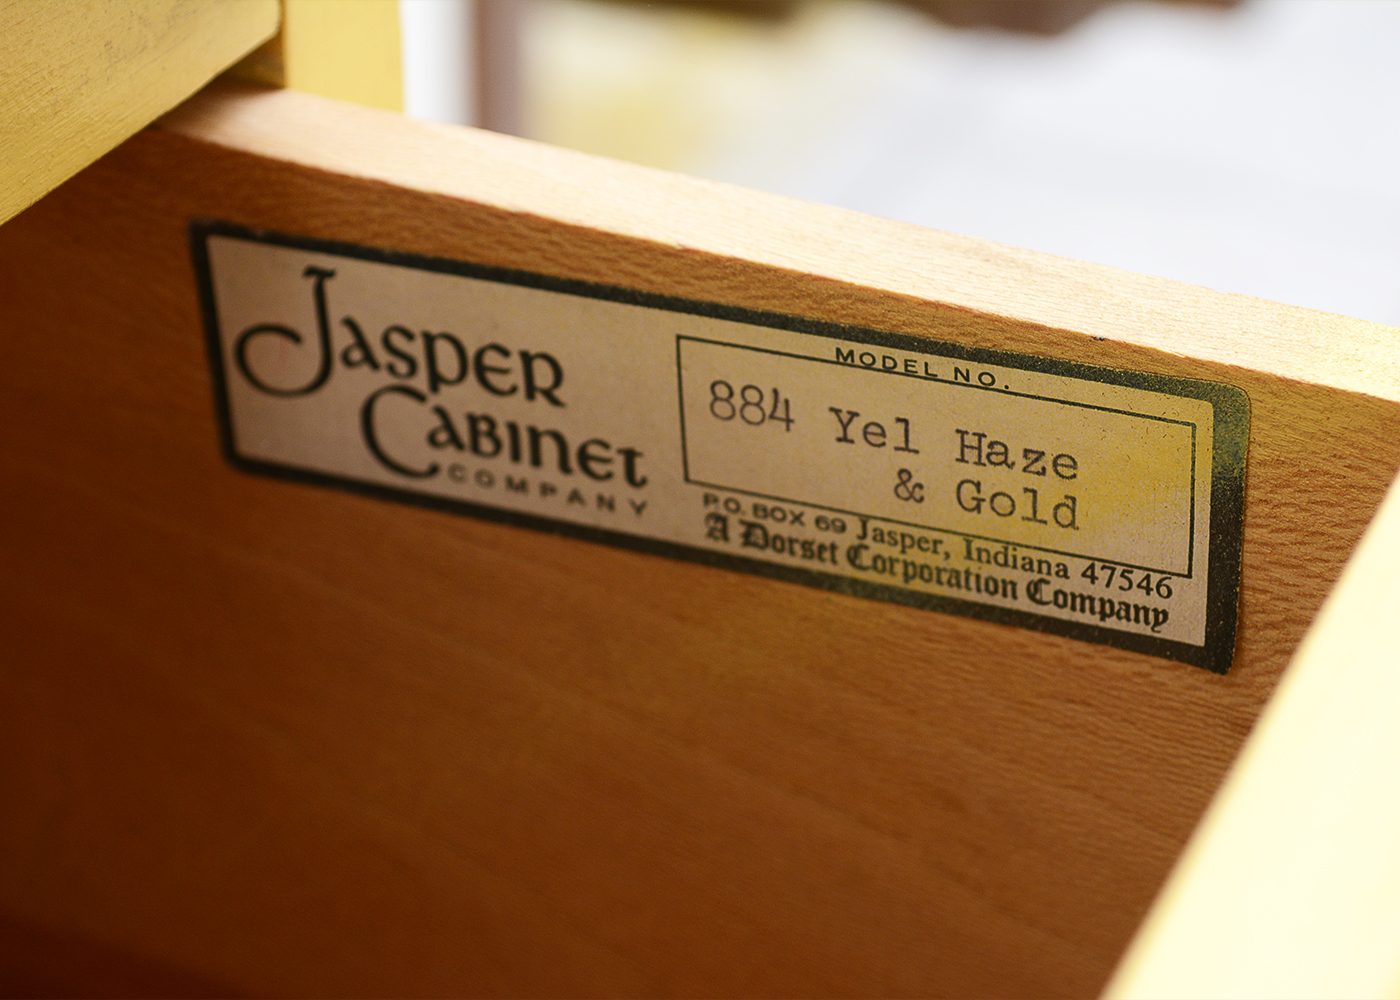 Jasper
Cabinet
COMPANY
MODEL NO.
884 Yel Haze
& Gold
P.O. BOX 69 Jasper, Indiana 47546
A Dorset Corporation Company